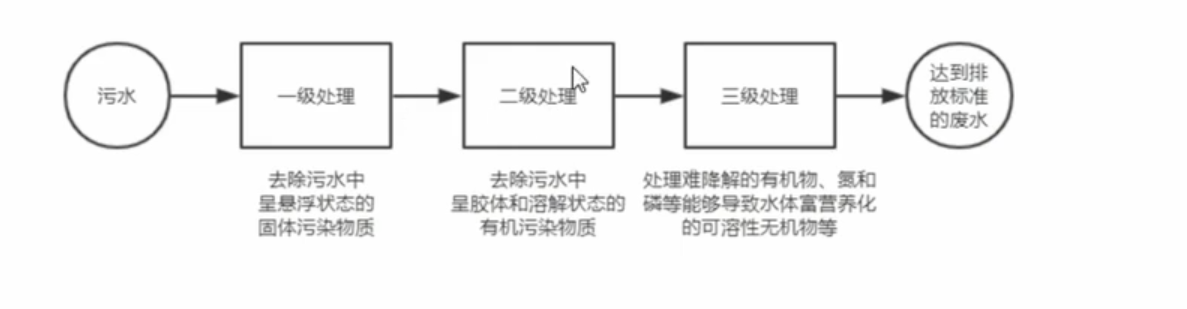 污水
一级处理
二级处理
三级处理
达到排
放标准
的废水
去除污水中
呈悬浮状态的
固体污染物质
去除污水中
呈胶体和溶解状态的
有机污染物质
处理难降解的有机物、氮和
磷等能够导致水体富营养化
的可溶性无机物等